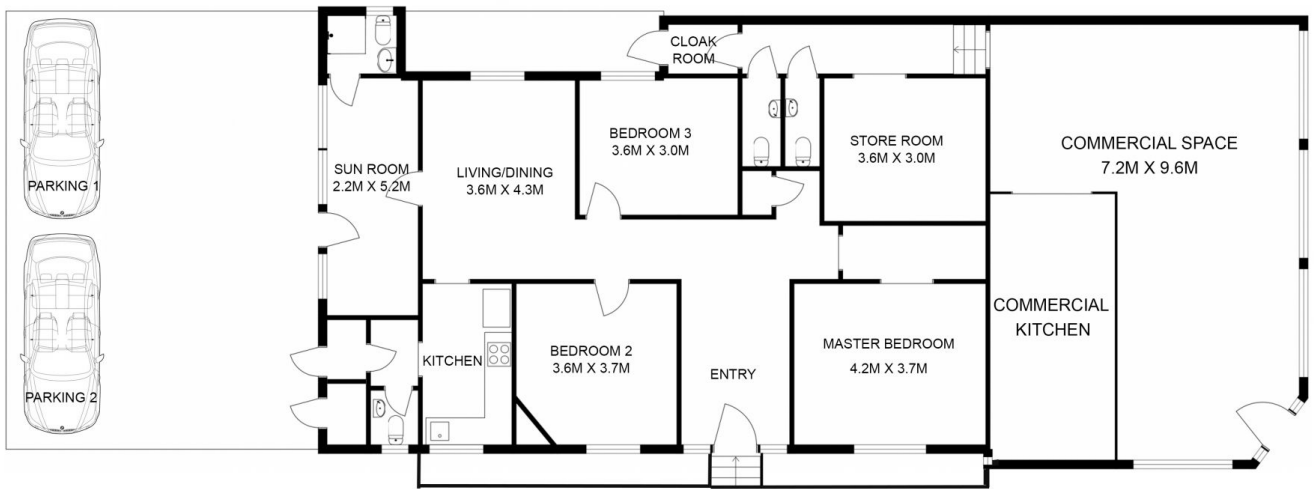 CLOAK
ROOM
BEDROOM 3
3.6M X 3.0M
STORE ROOM
3.6M X 3.0M
COMMERCIAL SPACE
7.2M X 9.6M
SUN ROOM
2.2M X 5.2M
LIVING/DINING
3.6M X 4.3M
PARKING 1
COMMERCIAL
KITCHEN
MASTER BEDROOM
4.2M X 3.7M
BEDROOM 2
3.6M X 3.7M
KITCHEN
ENTRY
PARKING 2